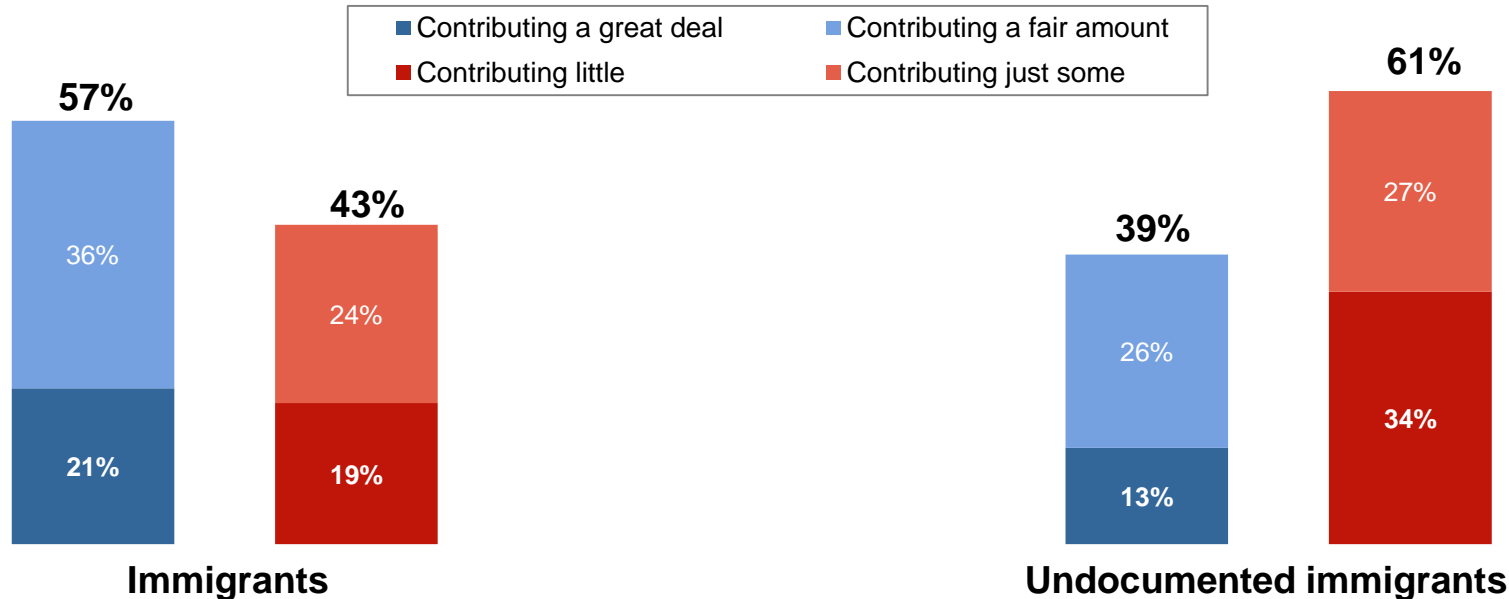 Contributing a great deal
Contributing a fair amount
Contributing little
Contributing just some
57%
36%
21%
43%
24%
19%
Immigrants
39%
26%
13%
61%
27%
34%
Undocumented immigrants